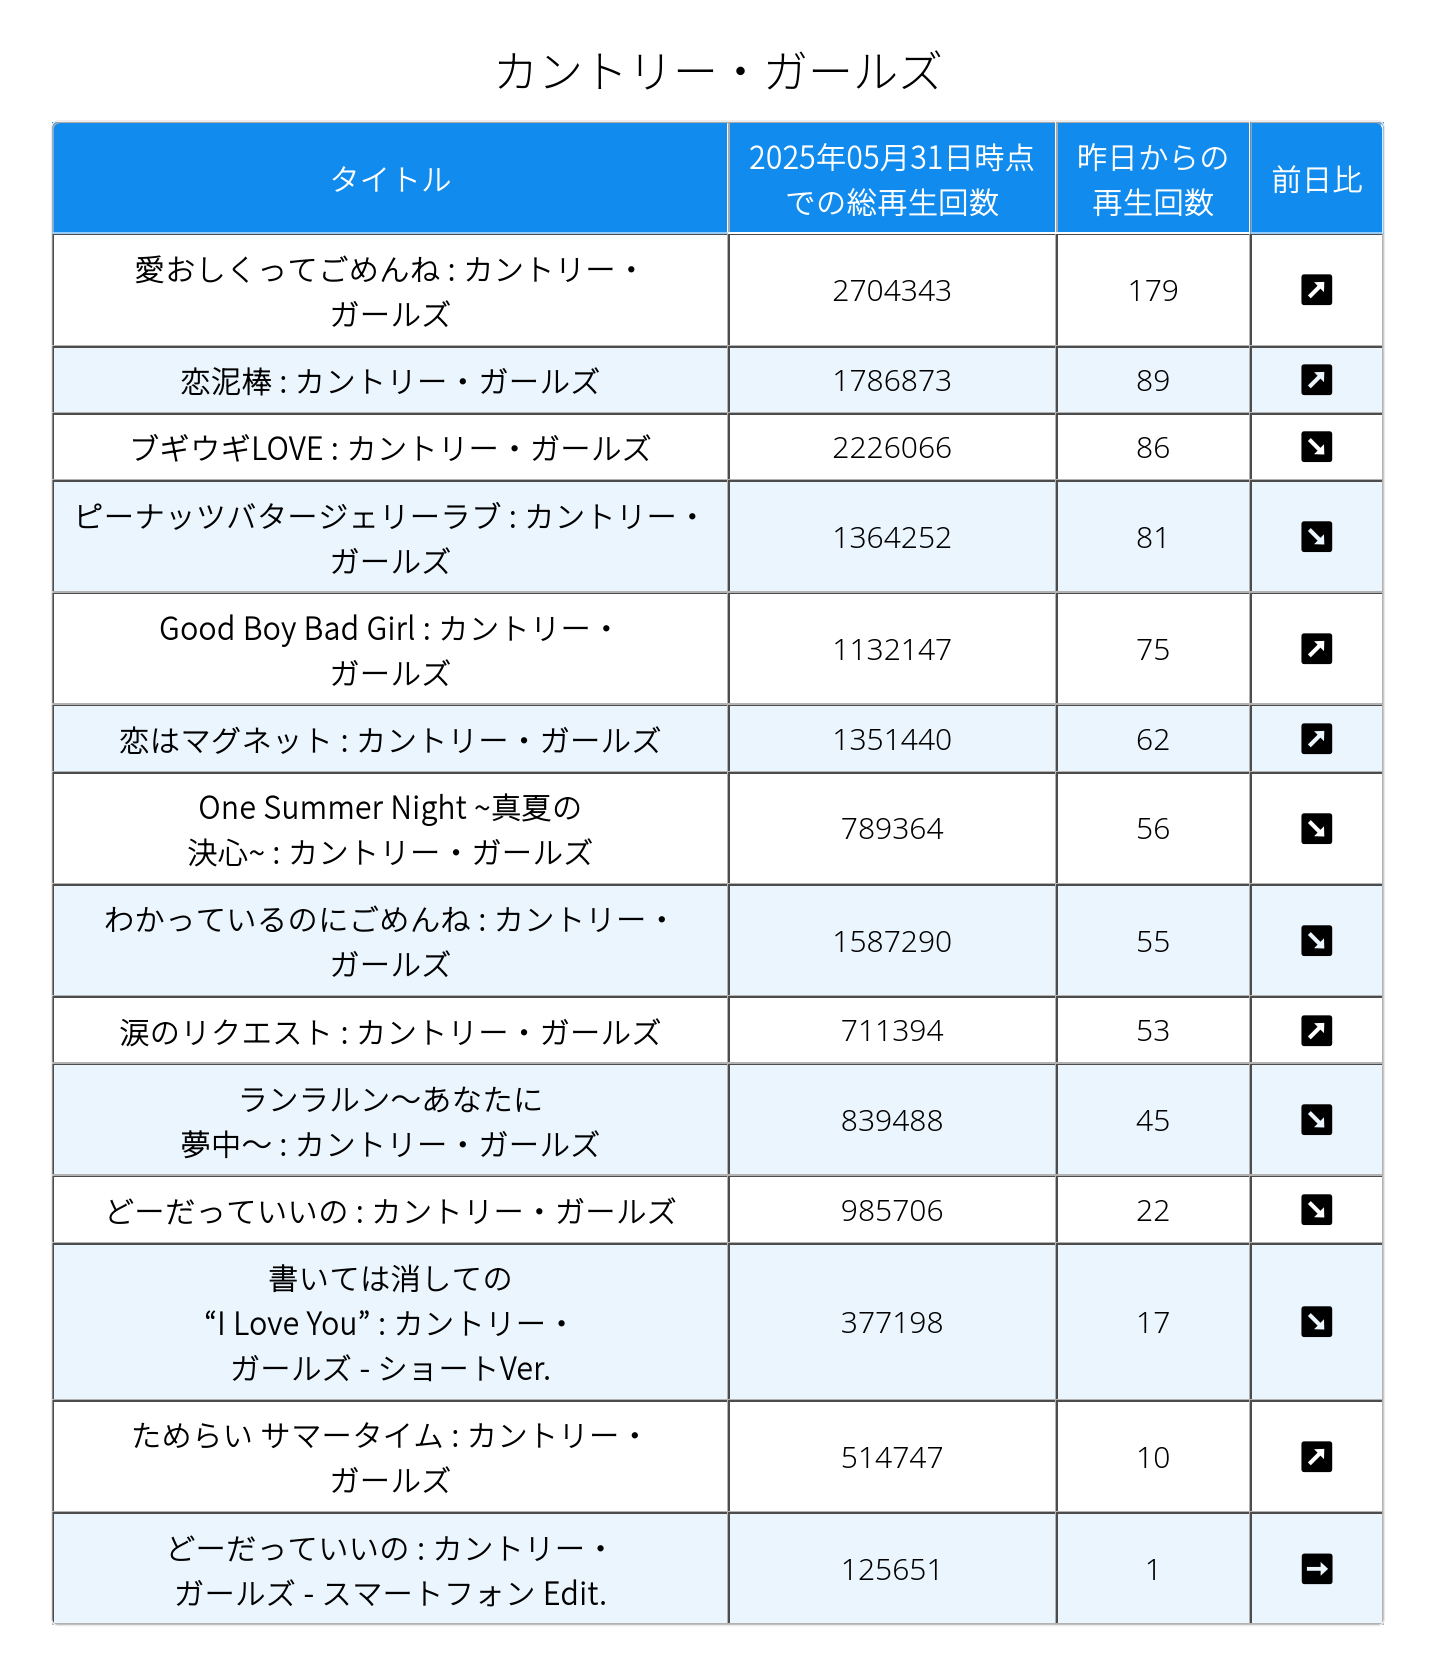 カントリー・ガールズ
タイトル
2025年05月31日時点
での総再生回数
昨日からの
再生回数
前日比
愛おしくってごめんね : カントリー・
ガールズ
2704343
179
恋泥棒 : カントリー・ガールズ
1786873
89
ブギウギLOVE : カントリー・ガールズ
2226066
86
ピーナッツバタージェリーラブ : カントリー・
ガールズ
1364252
81
Good Boy Bad Girl : カントリー・
ガールズ
1132147
75
恋はマグネット : カントリー・ガールズ
1351440
62
One Summer Night ~真夏の
決心~ : カントリー・ガールズ
789364
56
わかっているのにごめんね : カントリー・
ガールズ
1587290
55
涙のリクエスト : カントリー・ガールズ
711394
53
ランラルン〜あなたに
夢中〜 : カントリー・ガールズ
839488
45
どーだっていいの : カントリー・ガールズ
985706
22
書いては消しての
“I Love You” : カントリー・
ガールズ - ショートVer.
377198
17
ためらい サマータイム : カントリー・
ガールズ
514747
10
どーだっていいの : カントリー・
ガールズ - スマートフォン Edit.
125651
1